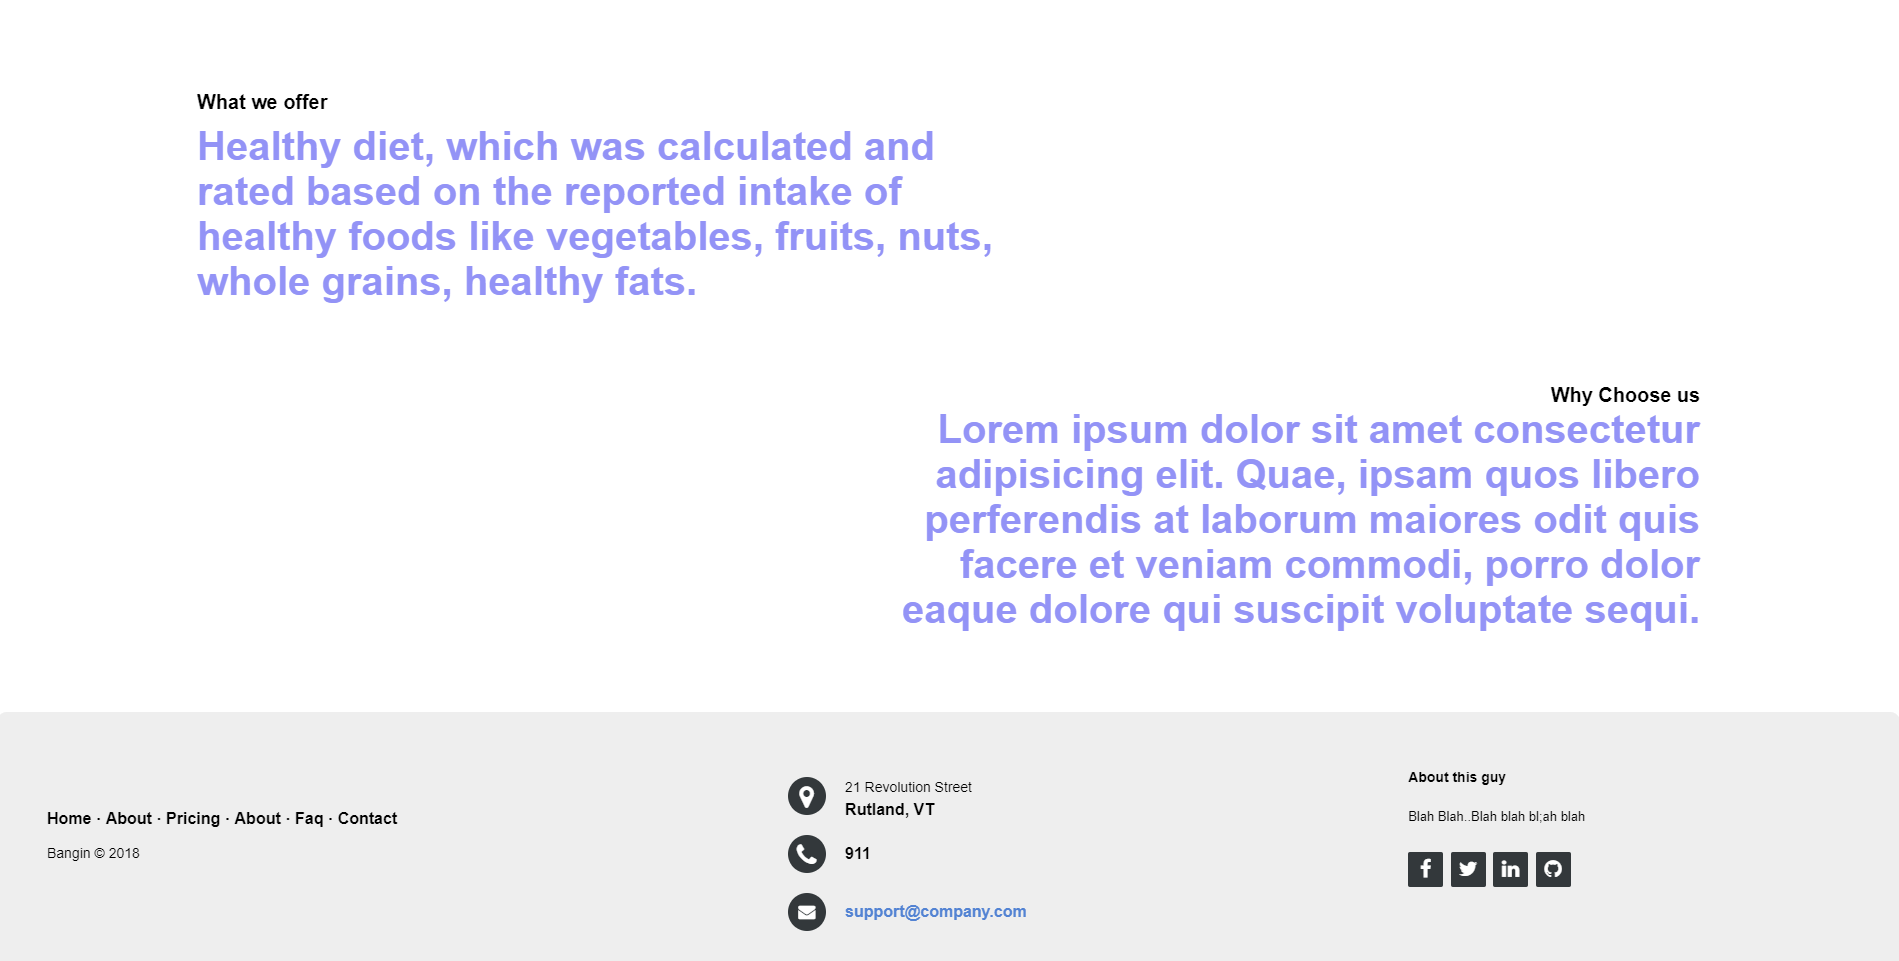 What we offer
Healthy diet, which was calculated and
rated based on the reported intake of
healthy foods like vegetables, fruits, nuts,
whole grains, healthy fats.
Why Choose us
Lorem ipsum dolor sit amet consectetur
adipisicing elit. Quae, ipsam quos libero
perferendis at laborum maiores odit quis
facere et veniam commodi, porro dolor
eaque dolore qui suscipit voluptate sequi.
Home · About · Pricing · About · Faq · Contact
Bangin © 2018
21 Revolution Street
Rutland, VT
911
support@company.com
About this guy
Blah Blah..Blah blah bl;ah blah